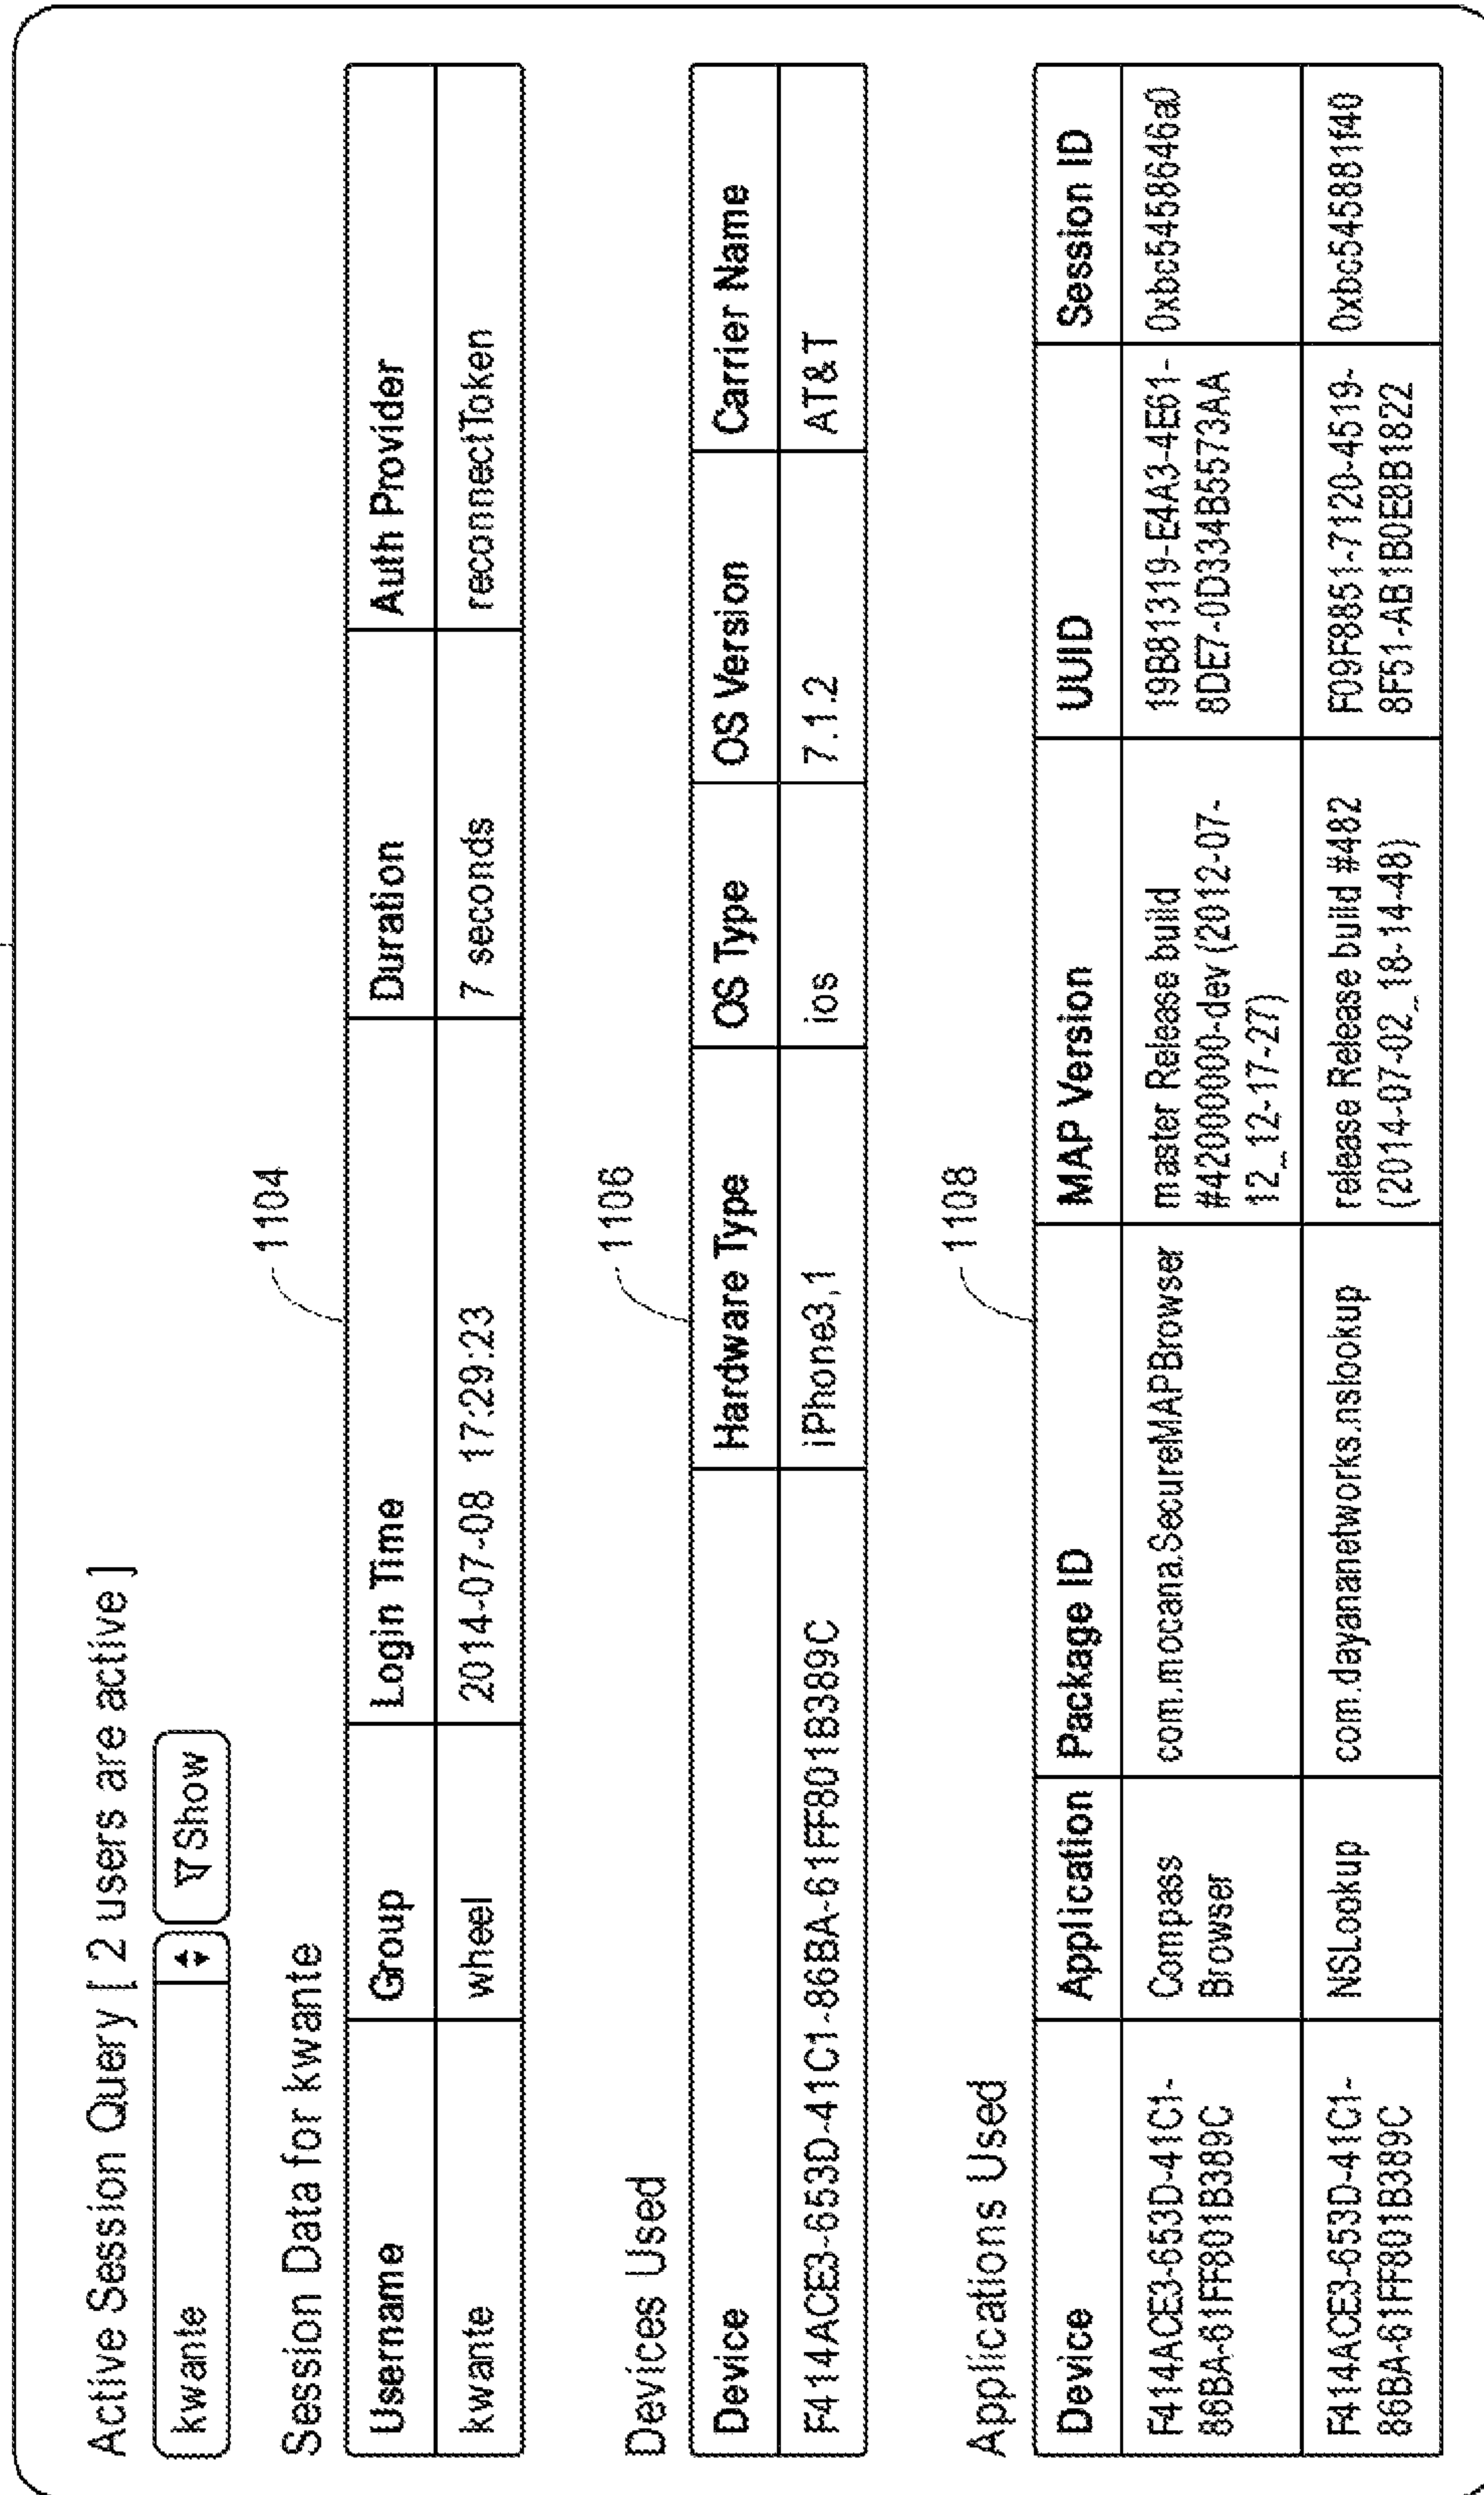 Active Session Query [ 2 users are active ]
kwante Show
Session Data for kwante
1104
Username Group Login Time Duration Auth Provider
kwante wheel 2014-07-08 17:29:23 7 seconds reconnectToken
Devices Used
1106
Device Hardware Type OS Type OS Version Carrier Name
F414ACE3-653D-41C1-86BA-61FF801B389C iPhone3,1 ios 7.1.2 AT&T
Applications Used
1108
Device Application Package ID MAP Version UUID Session ID
F414ACE3-653D-41C1- Compass com.mocana.SecureMAPBrowser master Release build 19B81319-E4A3-4E61- 0xbc5458646a0
86BA-61FF801B389C Browser #4200000-dev (2012-07- 8DE7-0D334B5573AA
12_12-17-27)
F414ACE3-653D-41C1- NSLookup com.dayananetworks.nslookup release Release build #482 F09F8851-7120-4519- 0xbc545881f40
86BA-61FF801B389C (2014-07-02_18-14-48) 8F51-AB1B0E8B1822